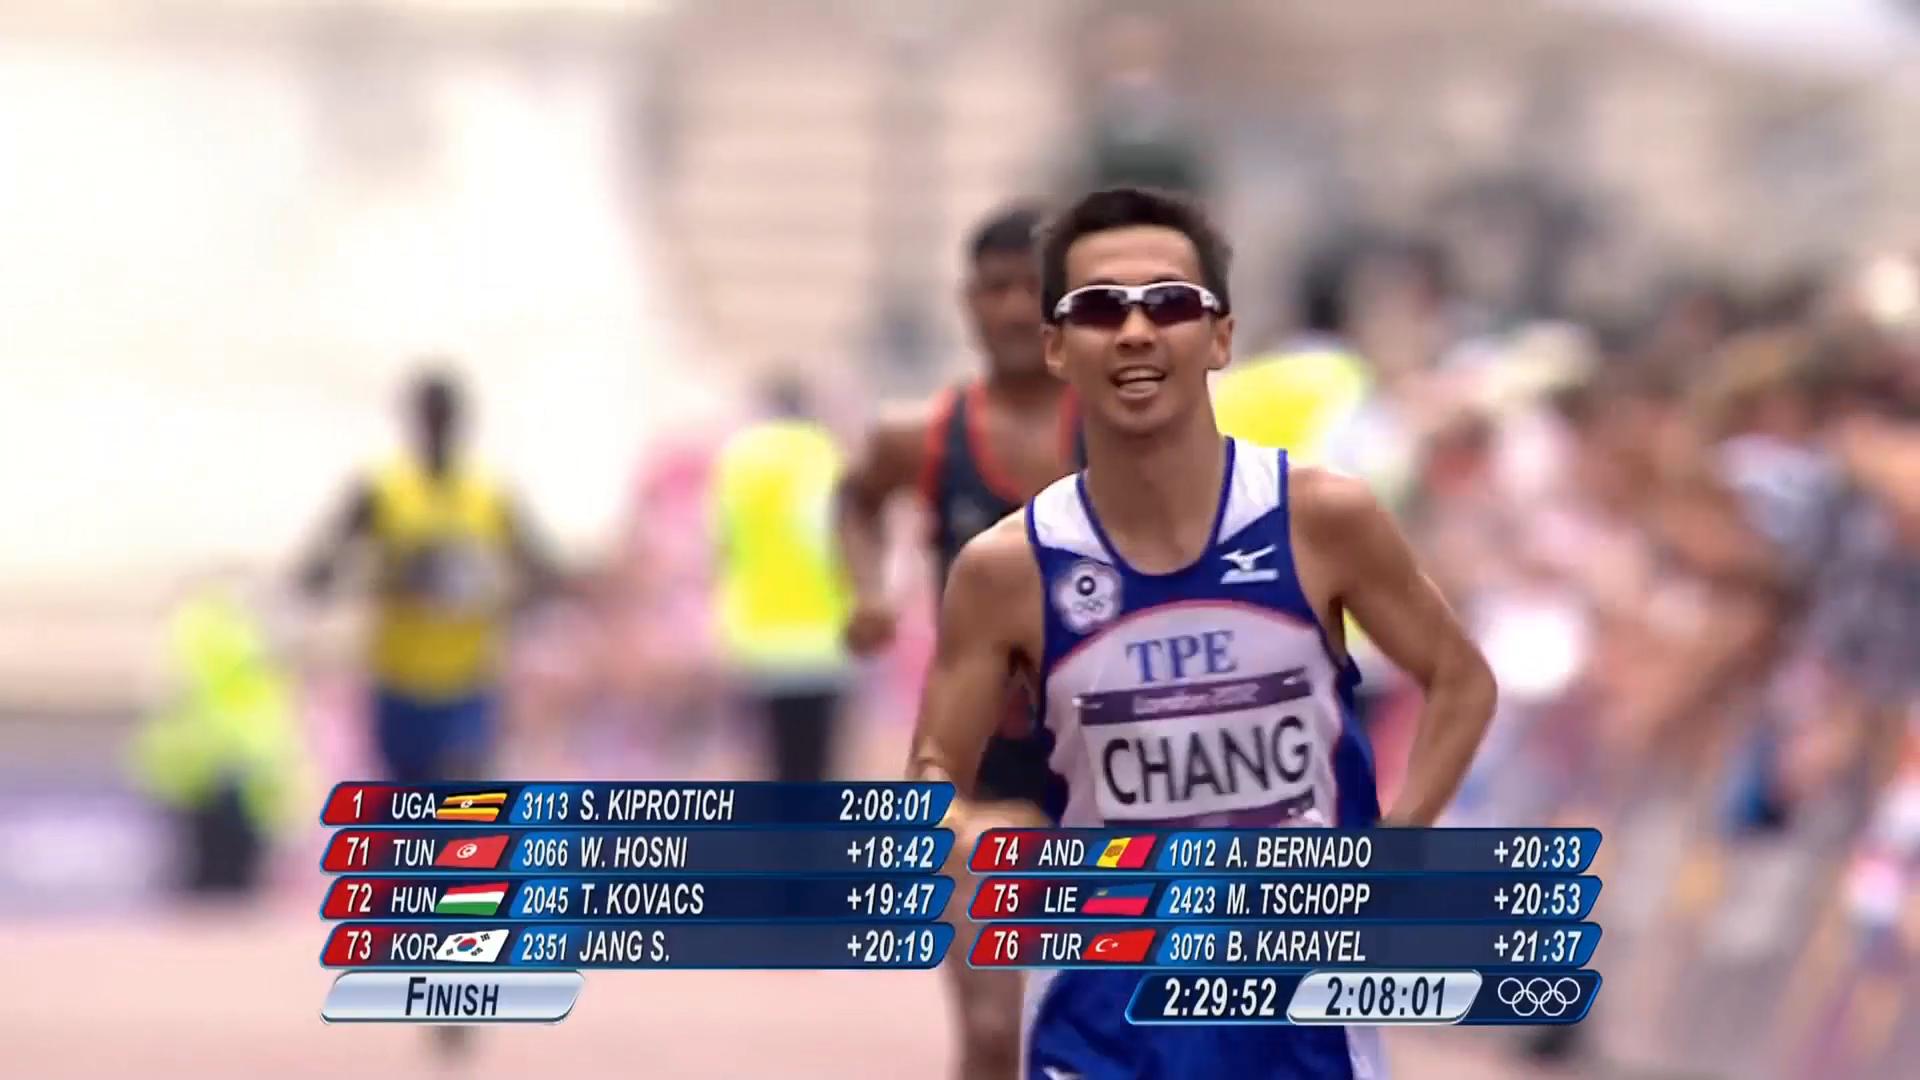 TPE
London 2012
CHANG
1 UGA 3113 S. KIPROTICH 2:08:01
71 TUN 3066 W. HOSNI +18:42
72 HUN 2045 T. KOVACS +19:47
73 KOR 2351 JANG S. +20:19
74 AND 1012 A. BERNADO +20:33
75 LIE 2423 M. TSCHOPP +20:53
76 TUR 3076 B. KARAYEL +21:37
FINISH
2:29:52 2:08:01